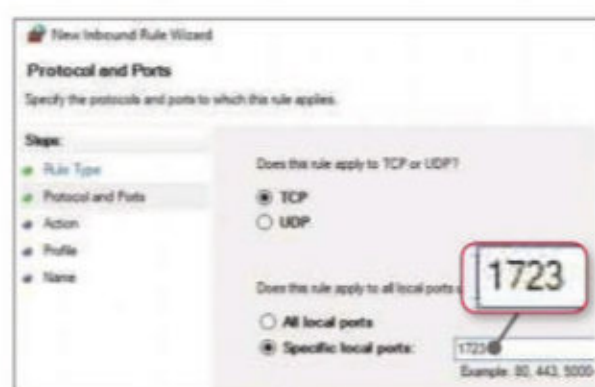 New Inbound Rule Wizard
Protocol and Ports
Specify the protocols and ports to which this rule applies.
Steps:
Rule Type
Protocol and Ports
Action
Profile
Name
Does this rule apply to TCP or UDP?
TCP
UDP
Does this rule apply to all local ports
1723
All local ports
Specific local ports:
1723
Example: 80, 443, 5000-